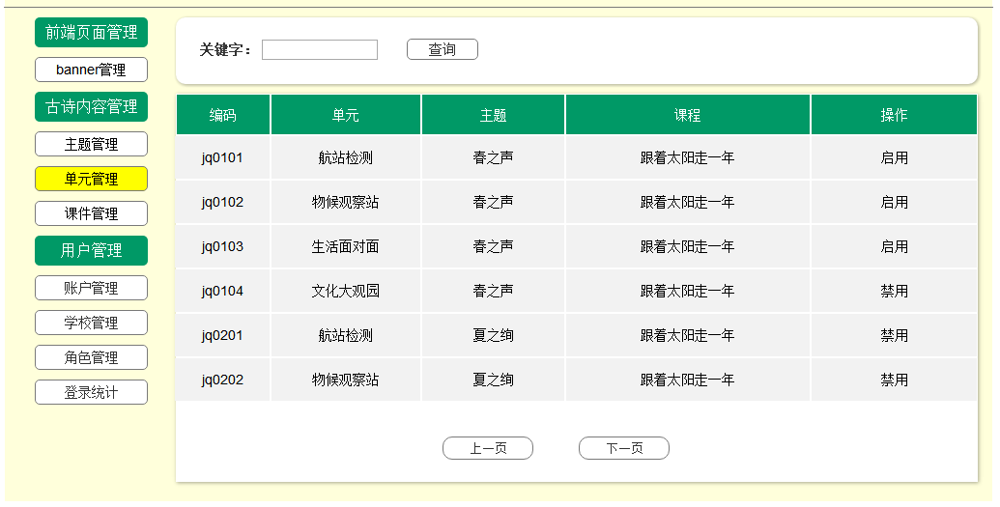 前端页面管理
banner管理
古诗内容管理
主题管理
单元管理
课件管理
用户管理
账户管理
学校管理
角色管理
登录统计
关键字： 查询
编码 单元 主题 课程 操作
jq0101 航站检测 春之声 跟着太阳走一年 启用
jq0102 物候观察站 春之声 跟着太阳走一年 启用
jq0103 生活面对面 春之声 跟着太阳走一年 启用
jq0104 文化大观园 春之声 跟着太阳走一年 禁用
jq0201 航站检测 夏之绚 跟着太阳走一年 禁用
jq0202 物候观察站 夏之绚 跟着太阳走一年 禁用
上一页 下一页